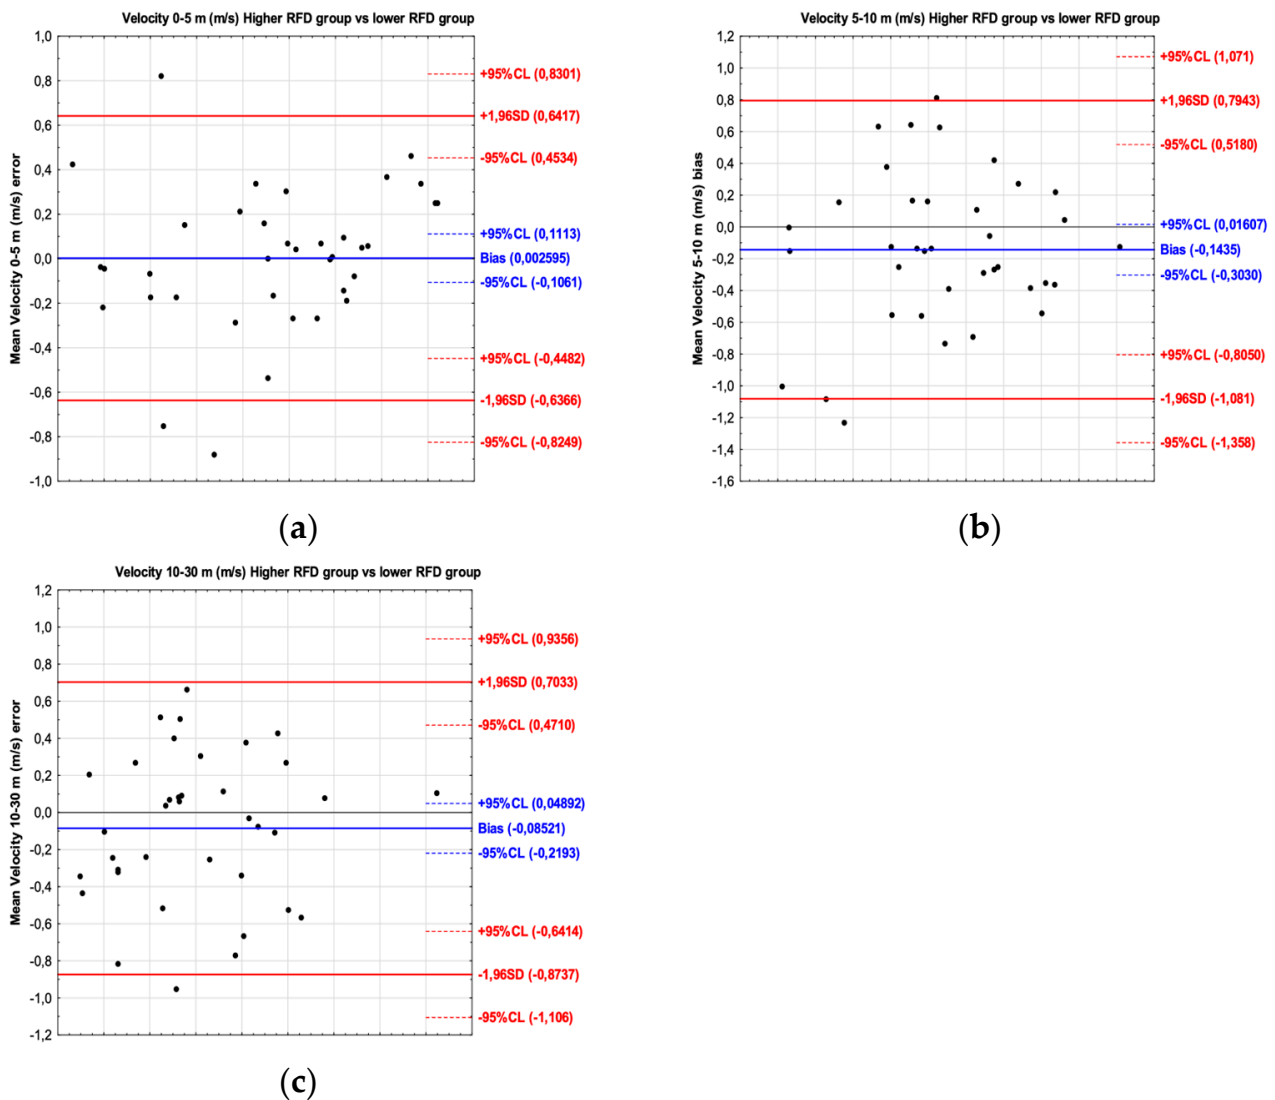 Velocity 0-5 m (m/s) Higher RFD group vs lower RFD group
Mean Velocity 0-5 m (m/s) error
1,0
0,8
0,6
0,4
0,2
0,0
-0,2
-0,4
-0,6
-0,8
-1,0
+95%CL (0,8301)
+1,96SD (0,6417)
-95%CL (0,4534)
+95%CL (0,1113)
Bias (0,002595)
-95%CL (-0,1061)
+95%CL (-0,4482)
-1,96SD (-0,6366)
-95%CL (-0,8249)
(a)
Velocity 5-10 m (m/s) Higher RFD group vs lower RFD group
Mean Velocity 5-10 m (m/s) bias
1,2
1,0
0,8
0,6
0,4
0,2
0,0
-0,2
-0,4
-0,6
-0,8
-1,0
-1,2
-1,4
-1,6
+95%CL (1,071)
+1,96SD (0,7943)
-95%CL (0,5180)
+95%CL (0,01607)
Bias (-0,1435)
-95%CL (-0,3030)
+95%CL (-0,8050)
-1,96SD (-1,081)
-95%CL (-1,358)
(b)
Velocity 10-30 m (m/s) Higher RFD group vs lower RFD group
Mean Velocity 10-30 m (m/s) error
1,2
1,0
0,8
0,6
0,4
0,2
0,0
-0,2
-0,4
-0,6
-0,8
-1,0
-1,2
+95%CL (0,9356)
+1,96SD (0,7033)
-95%CL (0,4710)
+95%CL (0,04892)
Bias (-0,08521)
-95%CL (-0,2193)
+95%CL (-0,6414)
-1,96SD (-0,8737)
-95%CL (-1,106)
(c)